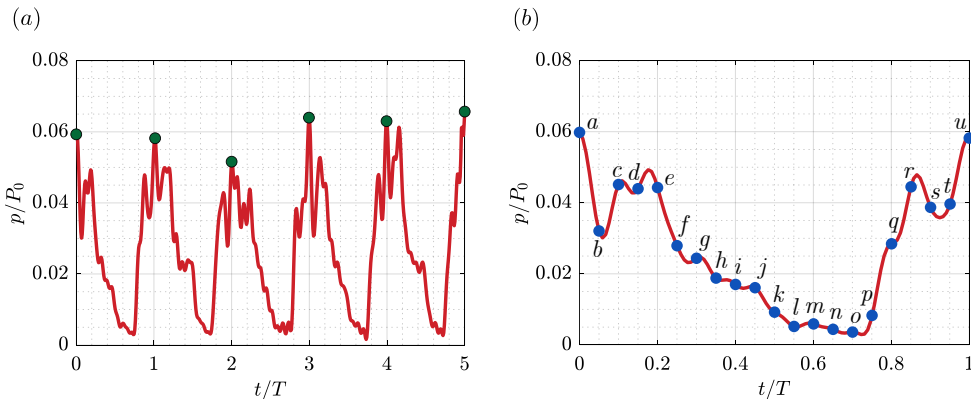 (a)
0.08
0.06
0.04
0.02
0
p/P0
0 1 2 3 4 5
t/T
(b)
0.08
0.06
0.04
0.02
0
p/P0
a
b
c
d
e
f
g
h
i
j
k
l
m
n
o
p
q
r
s
t
u
0 0.2 0.4 0.6 0.8 1
t/T